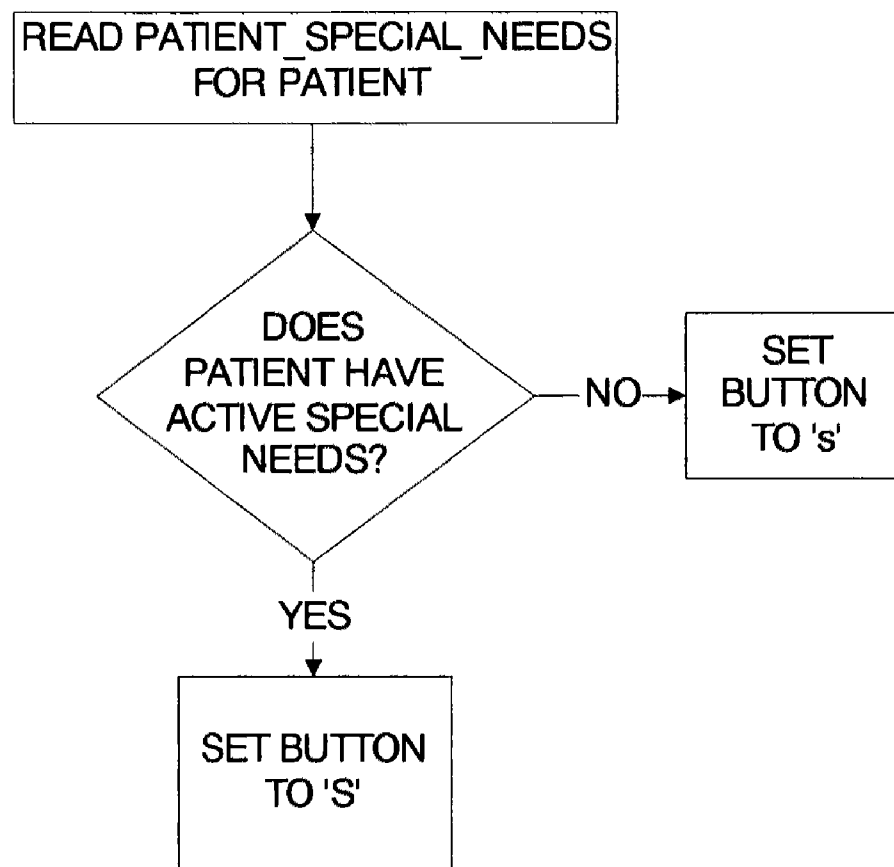 READ PATIENT_SPECIAL_NEEDS
FOR PATIENT
DOES
PATIENT HAVE
ACTIVE SPECIAL
NEEDS?
NO
SET
BUTTON
TO 's'
YES
SET BUTTON
TO 'S'